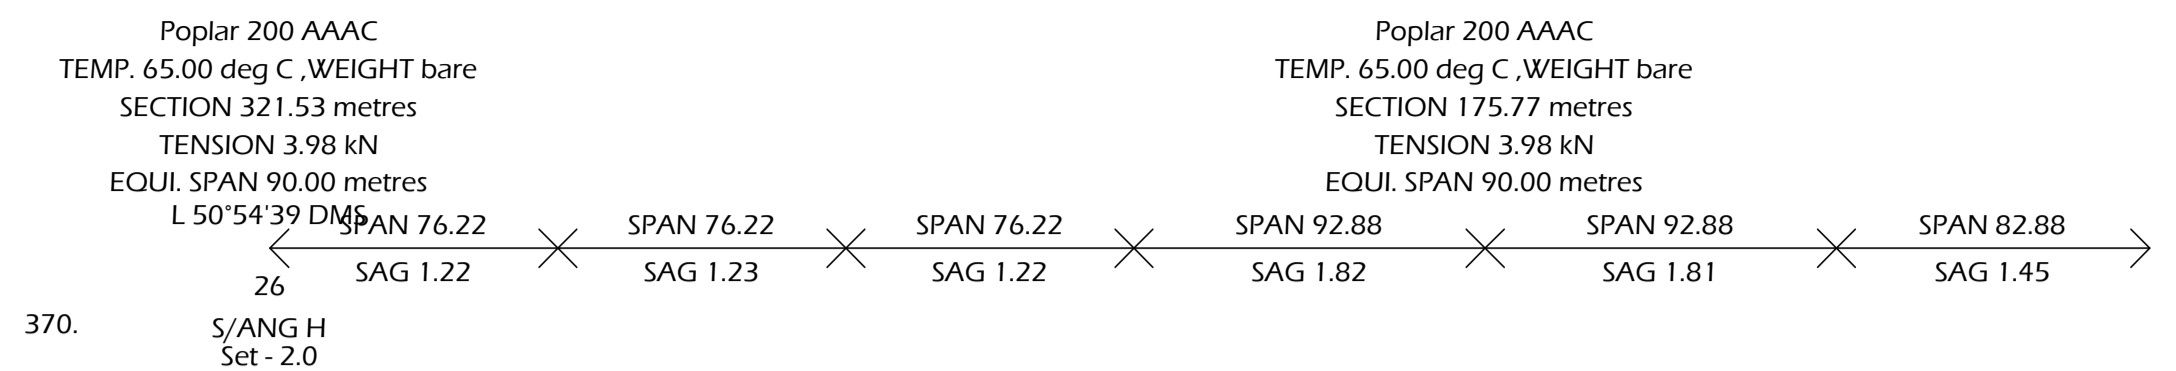 Poplar 200 AAAC
TEMP. 65.00 deg C ,WEIGHT bare
SECTION 321.53 metres
TENSION 3.98 kN
EQUI. SPAN 90.00 metres
L 50°54'39 DMS
Poplar 200 AAAC
TEMP. 65.00 deg C ,WEIGHT bare
SECTION 175.77 metres
TENSION 3.98 kN
EQUI. SPAN 90.00 metres
SPAN 76.22
SPAN 76.22
SPAN 76.22
SPAN 92.88
SPAN 92.88
SPAN 82.88
SAG 1.22
SAG 1.23
SAG 1.22
SAG 1.82
SAG 1.81
SAG 1.45
26
370.
S/ANG H
Set - 2.0